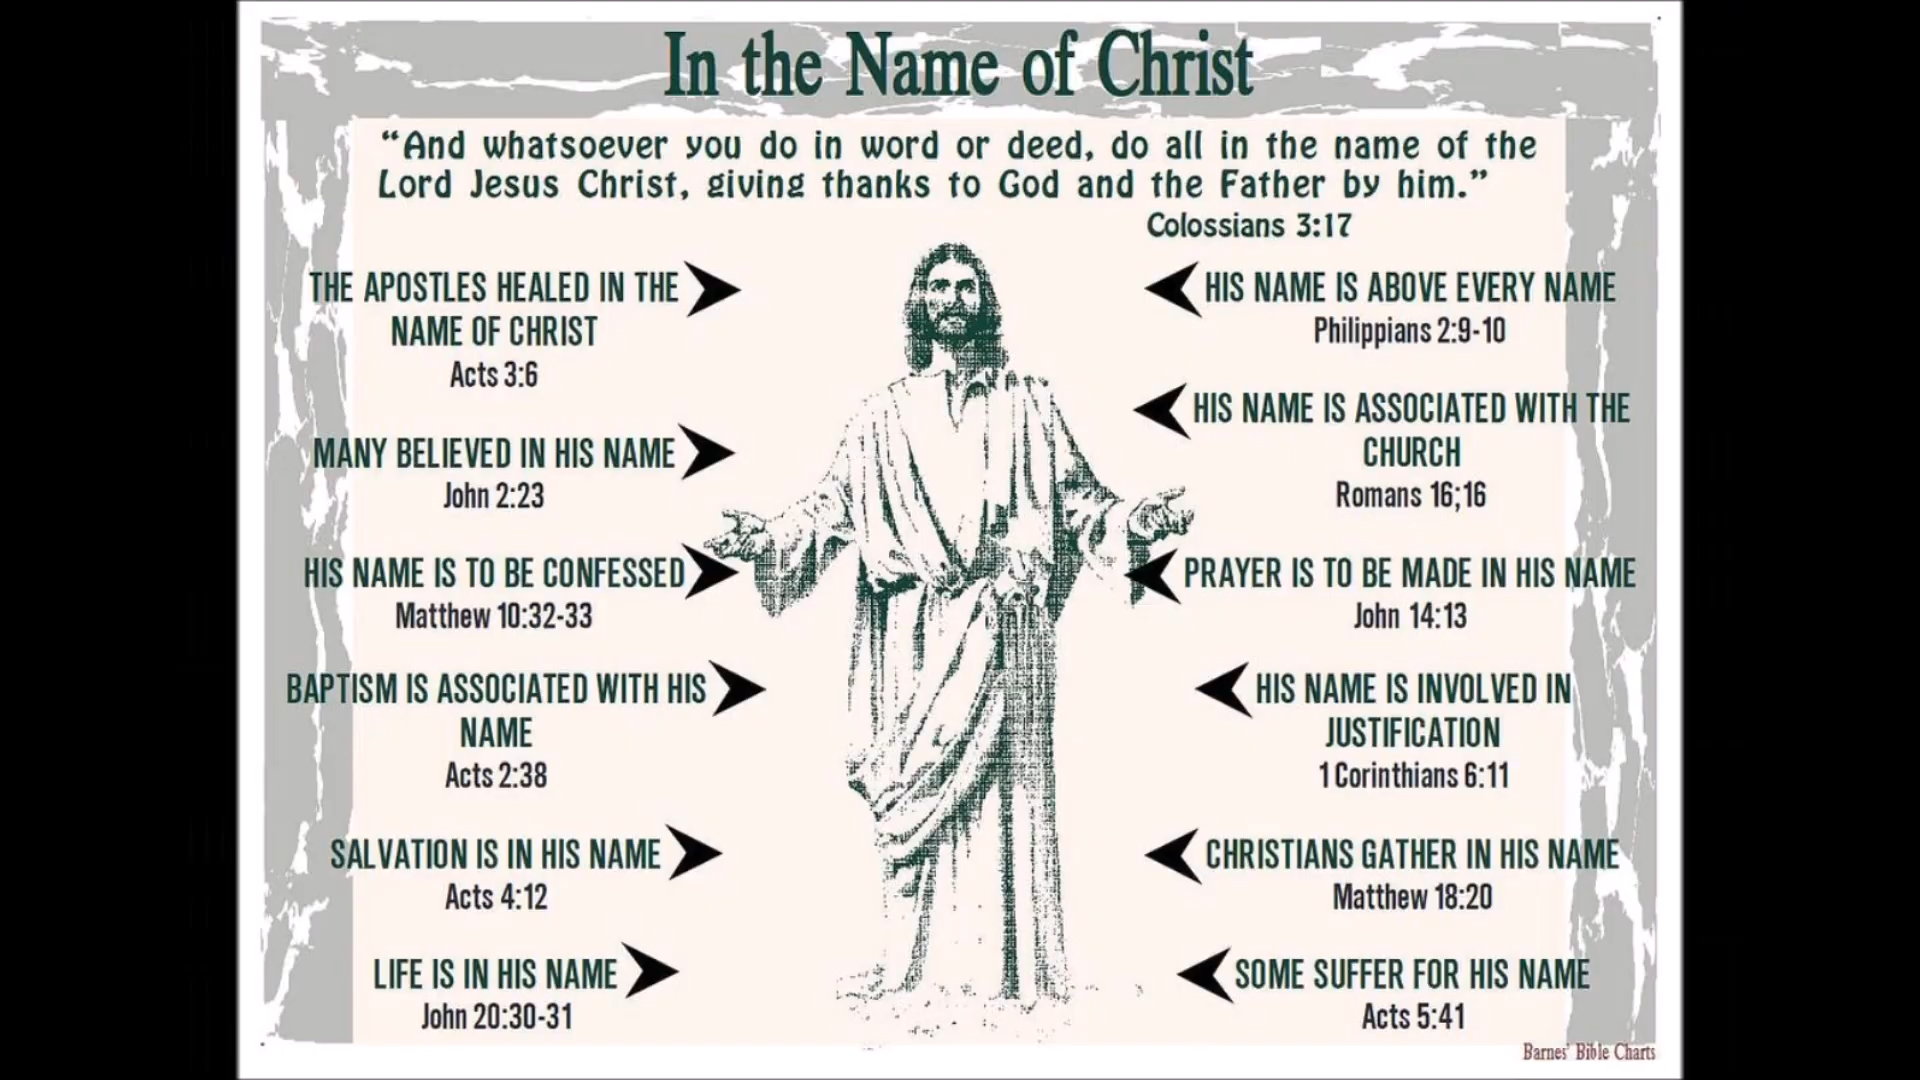 In the Name of Christ
“And whatsoever you do in word or deed, do all in the name of the
Lord Jesus Christ, giving thanks to God and the Father by him.”
Colossians 3:17
THE APOSTLES HEALED IN THE
NAME OF CHRIST
Acts 3:6
MANY BELIEVED IN HIS NAME
John 2:23
HIS NAME IS TO BE CONFESSED
Matthew 10:32-33
BAPTISM IS ASSOCIATED WITH HIS
NAME
Acts 2:38
SALVATION IS IN HIS NAME
Acts 4:12
LIFE IS IN HIS NAME
John 20:30-31
HIS NAME IS ABOVE EVERY NAME
Philippians 2:9-10
HIS NAME IS ASSOCIATED WITH THE
CHURCH
Romans 16;16
PRAYER IS TO BE MADE IN HIS NAME
John 14:13
HIS NAME IS INVOLVED IN
JUSTIFICATION
1 Corinthians 6:11
CHRISTIANS GATHER IN HIS NAME
Matthew 18:20
SOME SUFFER FOR HIS NAME
Acts 5:41
Barnes' Bible Charts